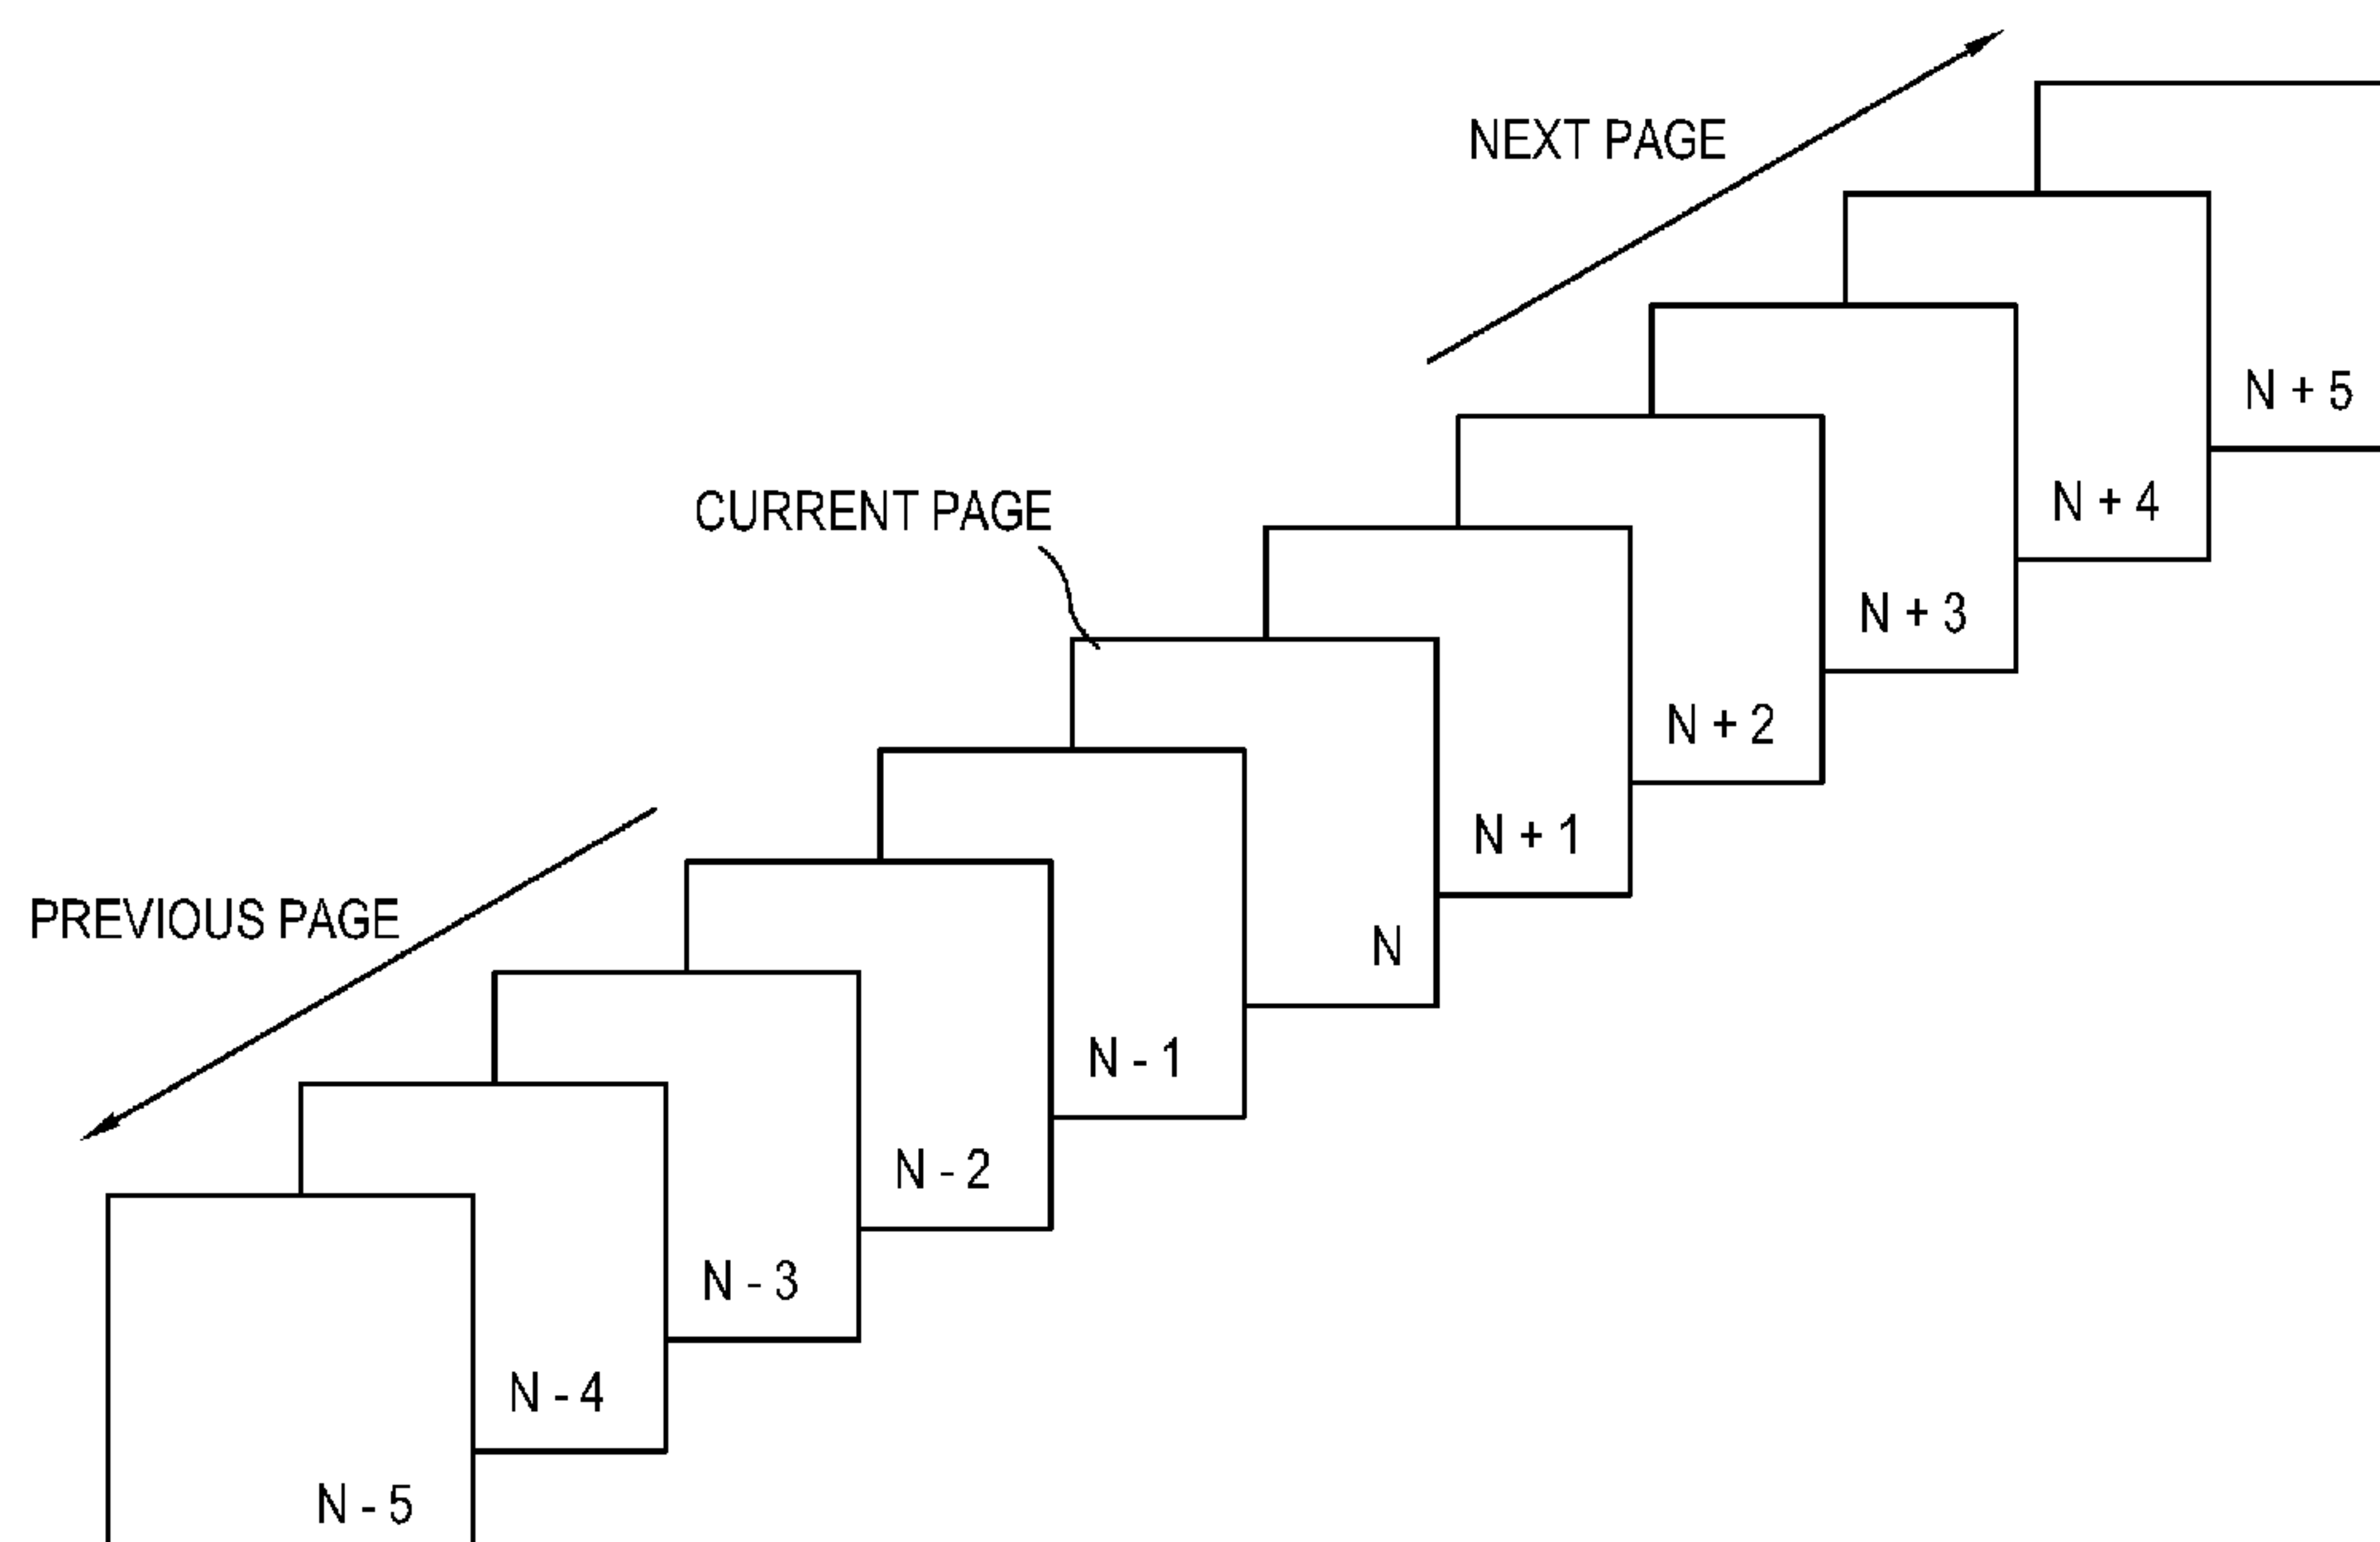 NEXT PAGE
N + 5
N + 4
CURRENT PAGE
N + 3
N + 2
N + 1
PREVIOUS PAGE
N
N - 1
N - 2
N - 3
N - 4
N - 5